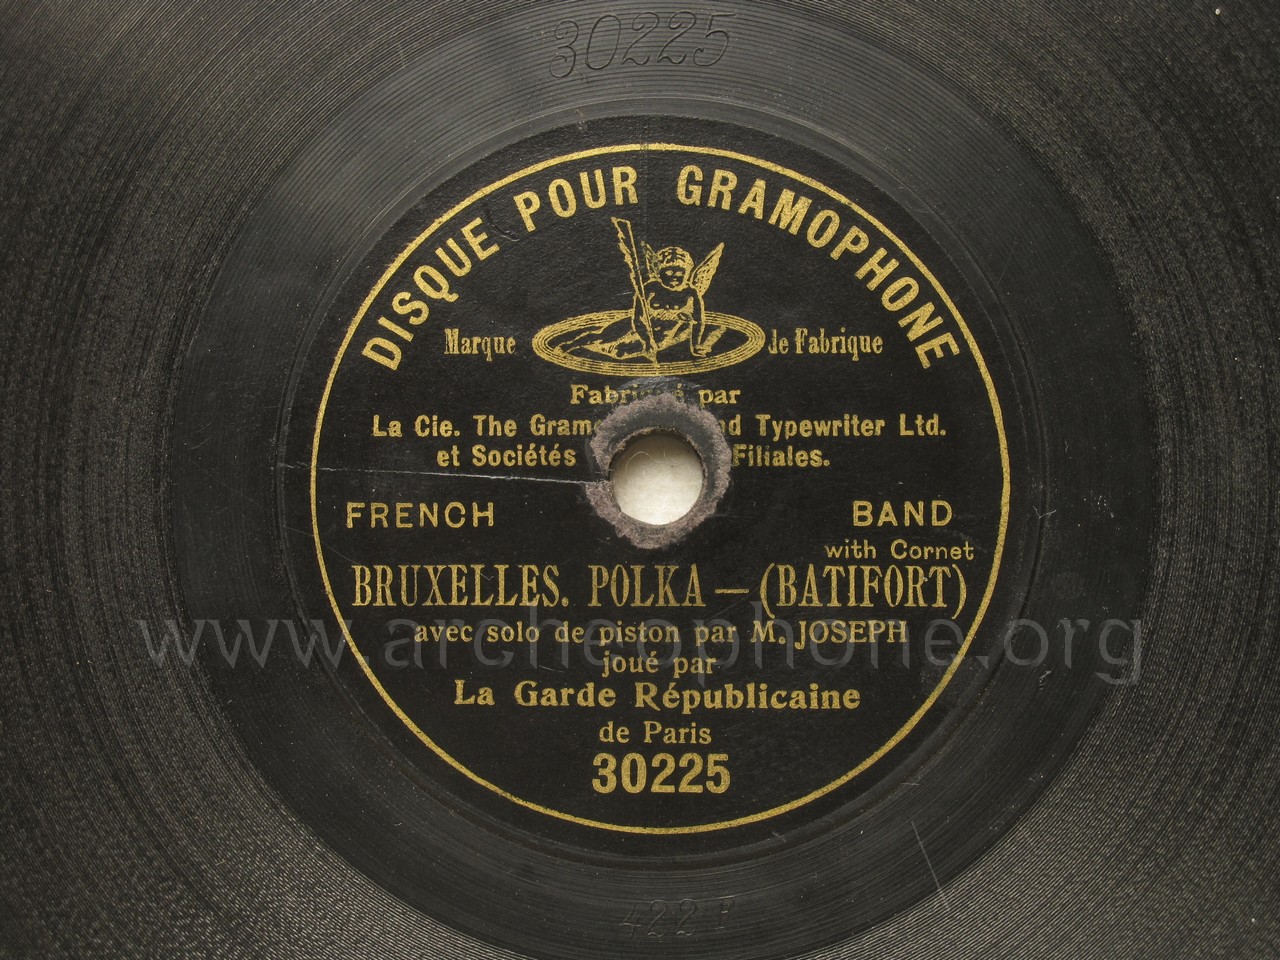 30225
DISQUE POUR GRAMOPHONE
Marque de Fabrique
par
La Cie. The Typewriter Ltd.
et Sociétés Filiales.
FRENCH BAND
with Cornet
BRUXELLES. POLKA — (BATIFORT)
www.archeophone.org
avec solo de piston par M. JOSEPH
joué par
La Garde Républicaine
de Paris
30225
422